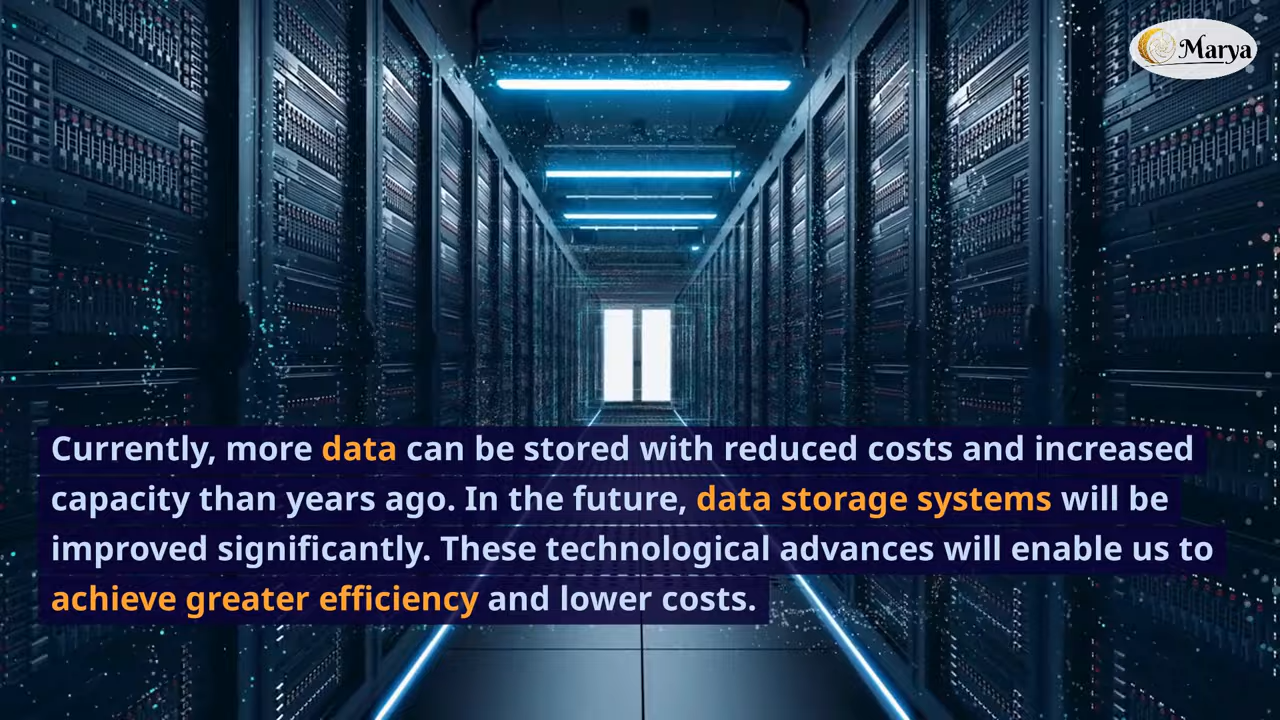 Marya
Currently, more data can be stored with reduced costs and increased
capacity than years ago. In the future, data storage systems will be
improved significantly. These technological advances will enable us to
achieve greater efficiency and lower costs.